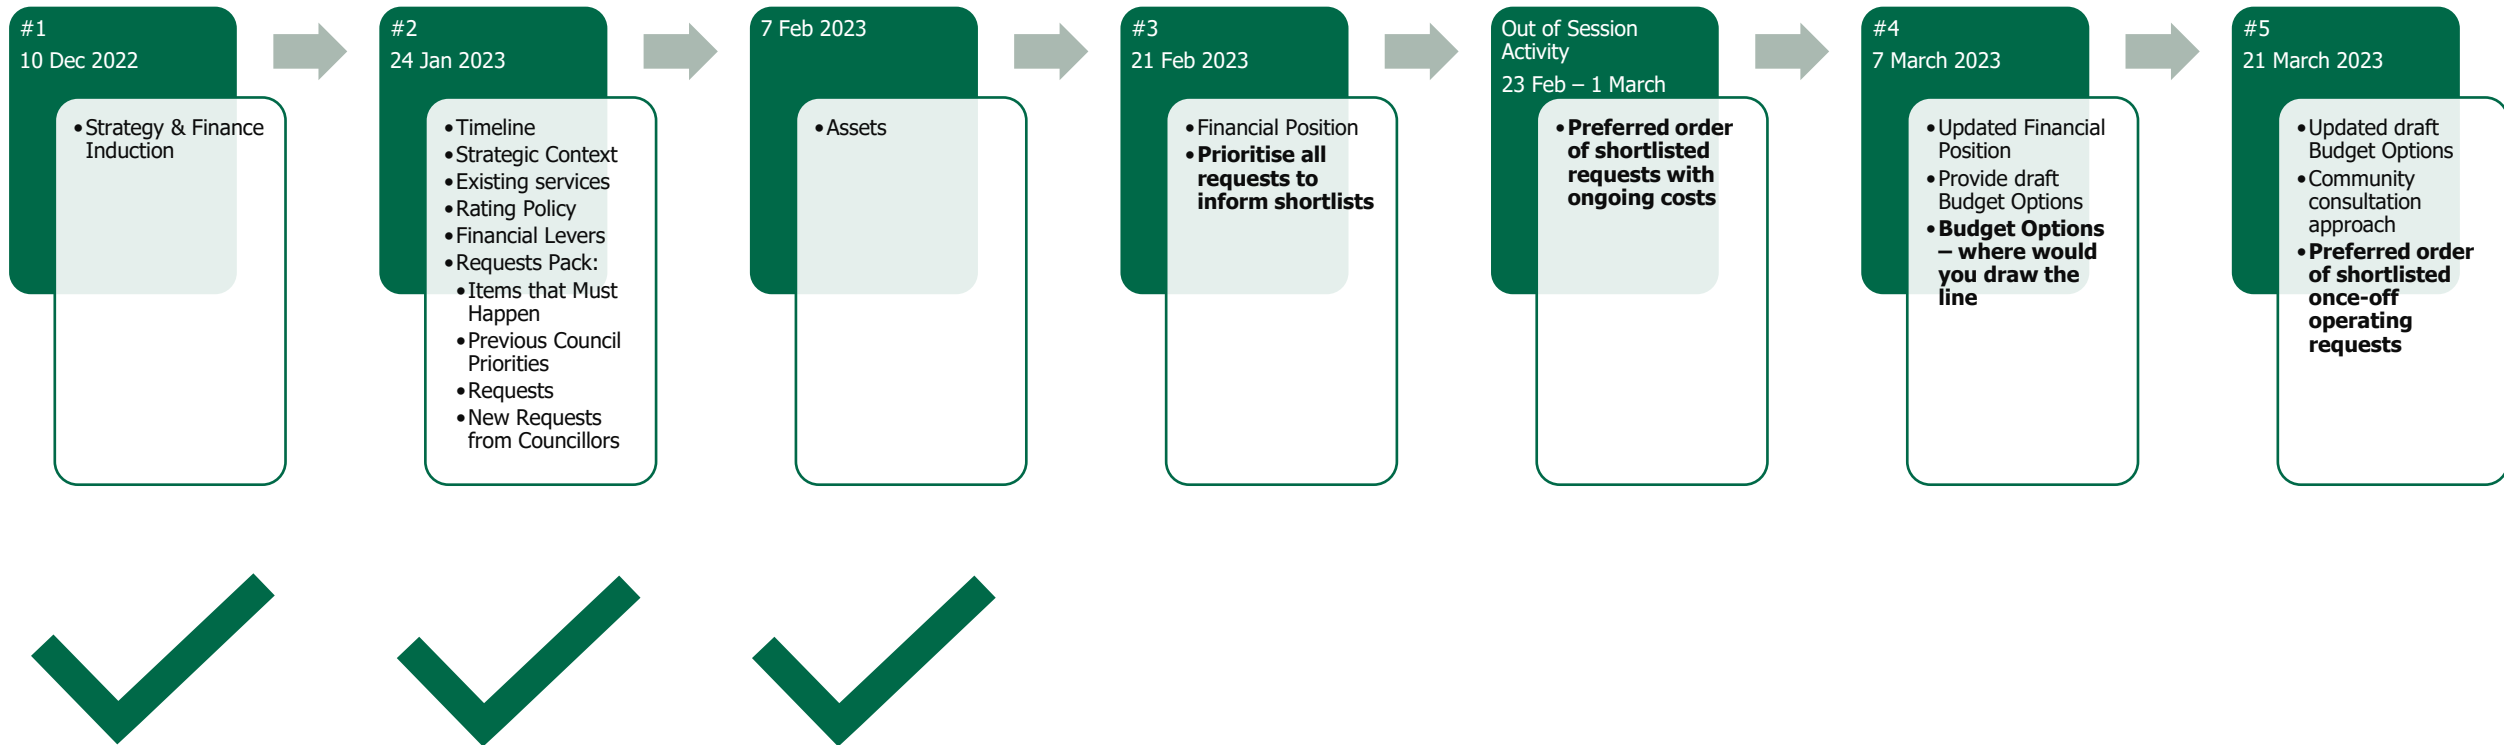 #1
10 Dec 2022
• Strategy & Finance
Induction
#2
24 Jan 2023
• Timeline
• Strategic Context
• Existing services
• Rating Policy
• Financial Levers
• Requests Pack:
• Items that Must
Happen
• Previous Council
Priorities
• Requests
• New Requests
from Councillors
7 Feb 2023
• Assets
#3
21 Feb 2023
• Financial Position
• Prioritise all
requests to
inform shortlists
Out of Session
Activity
23 Feb – 1 March
• Preferred order
of shortlisted
requests with
ongoing costs
#4
7 March 2023
• Updated Financial
Position
• Provide draft
Budget Options
• Budget Options
– where would
you draw the
line
#5
21 March 2023
• Updated draft
Budget Options
• Community
consultation
approach
• Preferred order
of shortlisted
once-off
operating
requests